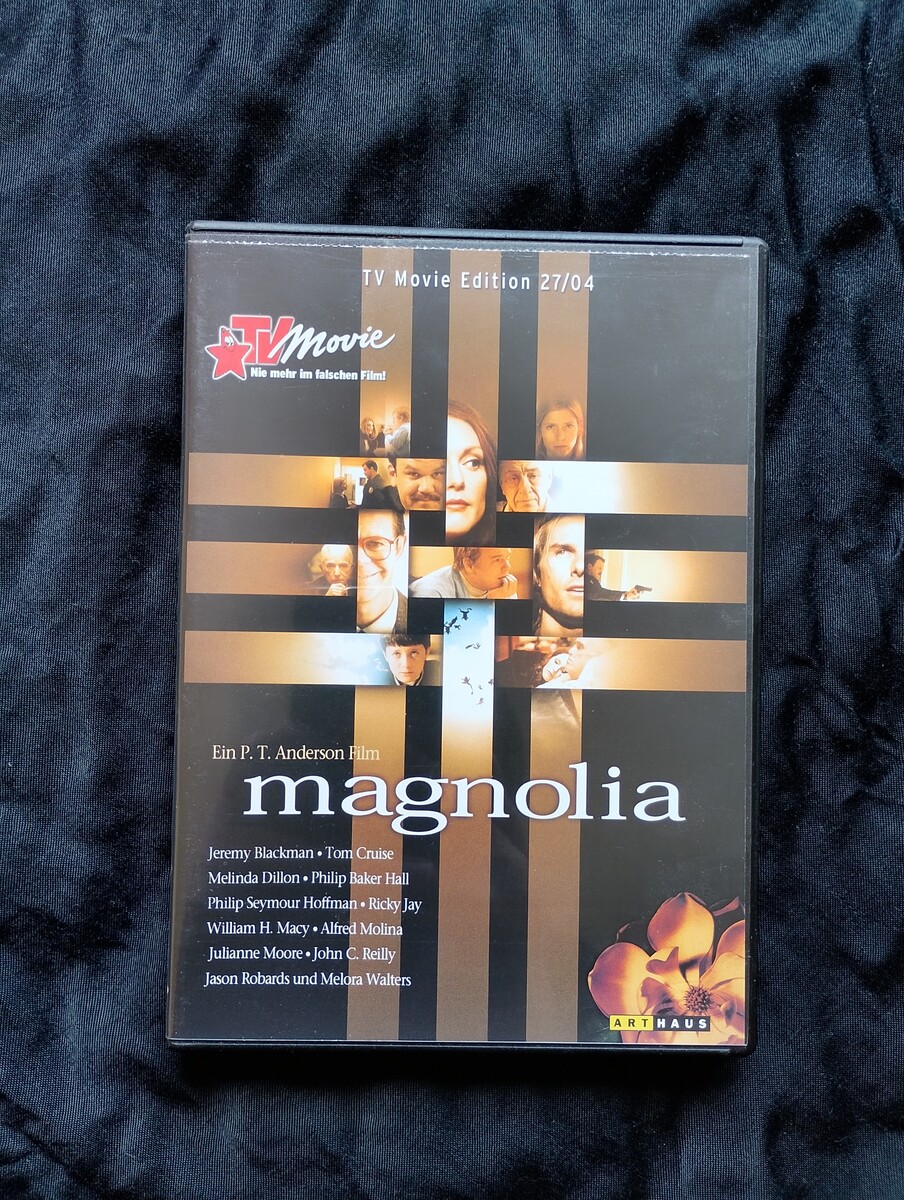 TV Movie Edition 27/04
TV Movie
Nie mehr im falschen Film!
Ein P. T. Anderson Film
magnolia
Jeremy Blackman • Tom Cruise
Melinda Dillon • Philip Baker Hall
Philip Seymour Hoffman • Ricky Jay
William H. Macy • Alfred Molina
Julianne Moore • John C. Reilly
Jason Robards und Melora Walters
ARTHAUS